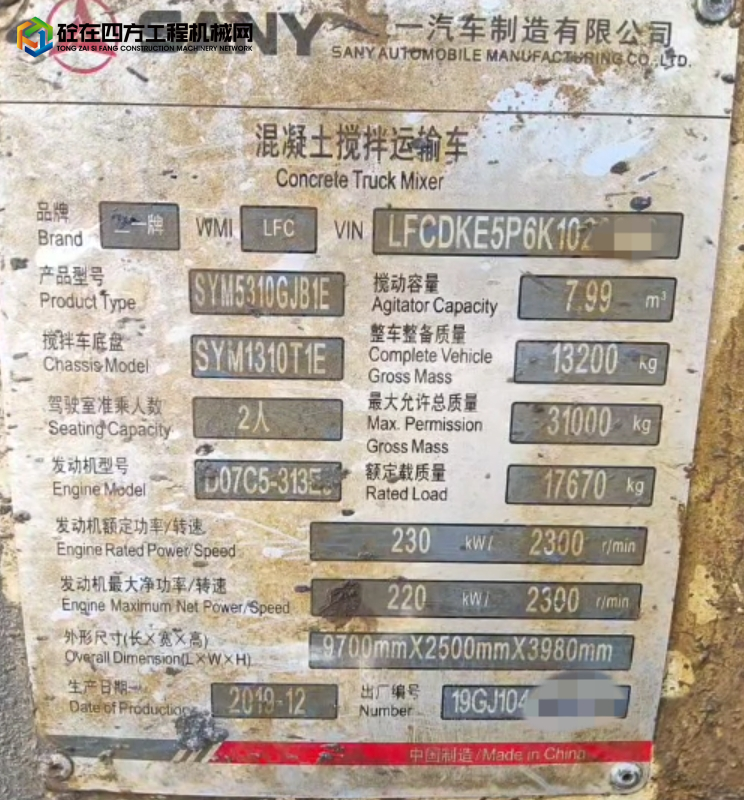 砼在四方工程机械网
TONG ZAI SI FANG CONSTRUCTION MACHINERY NETWORK
SANY
一汽车制造有限公司
SANY AUTOMOBILE MANUFACTURING CO.,LTD.
混凝土搅拌运输车
Concrete Truck Mixer
品牌 Brand 三一牌 WMI LFC VIN LFCDKE5P6K102
产品型号 SYM5310GJB1E 搅动容量 7.99 m³
Product Type Agitator Capacity
搅拌车底盘 SYM1310T1E 整车整备质量 13200 kg
Chassis Model Complete Vehicle
Gross Mass
驾驶室准乘人数 2人 最大允许总质量 31000 kg
Seating Capacity Max. Permission
Gross Mass
发动机型号 D07C5-313E 额定载质量 17670 kg
Engine Model Rated Load
发动机额定功率/转速 230 kW/ 2300 r/min
Engine Rated Power/Speed
发动机最大净功率/转速 220 kW/ 2300 r/min
Engine Maximum Net Power/Speed
外形尺寸(长×宽×高) 9700mmX2500mmX3980mm
Overall Dimension(L×W×H)
生产日期 2019-12 出厂编号 19GJ104
Date of Production Number
中国制造/Made in China